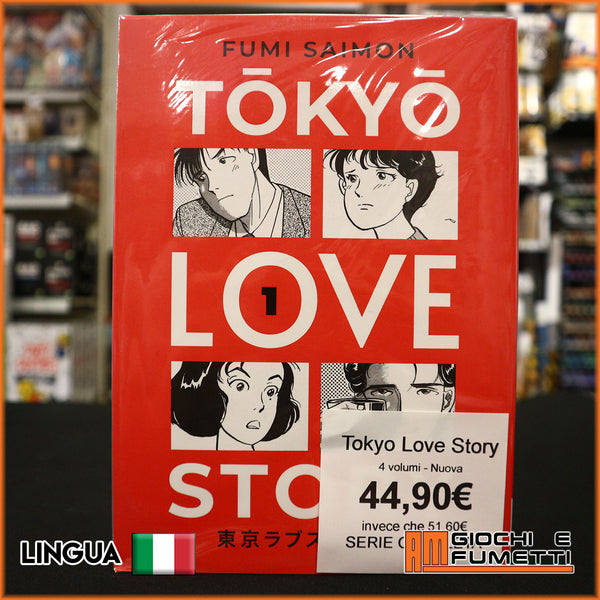 FUMI SAIMON
TŌKYŌ
LOVE
1
STO
東京ラブス
Tokyo Love Story
4 volumi - Nuova
44,90€
invece che 51,60€
SERIE
LINGUA
AM GIOCHI E
FUMETTI